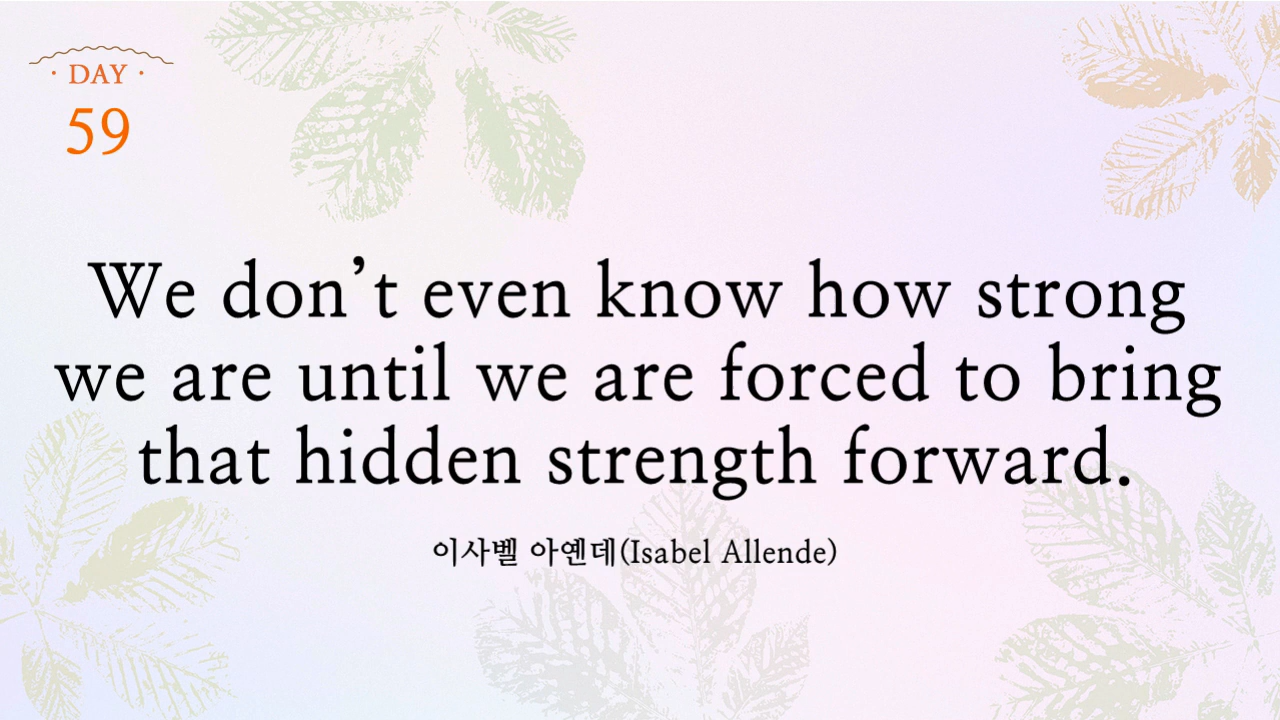 · DAY ·
59
We don’t even know how strong
we are until we are forced to bring
that hidden strength forward.
이사벨 아옌데(Isabel Allende)